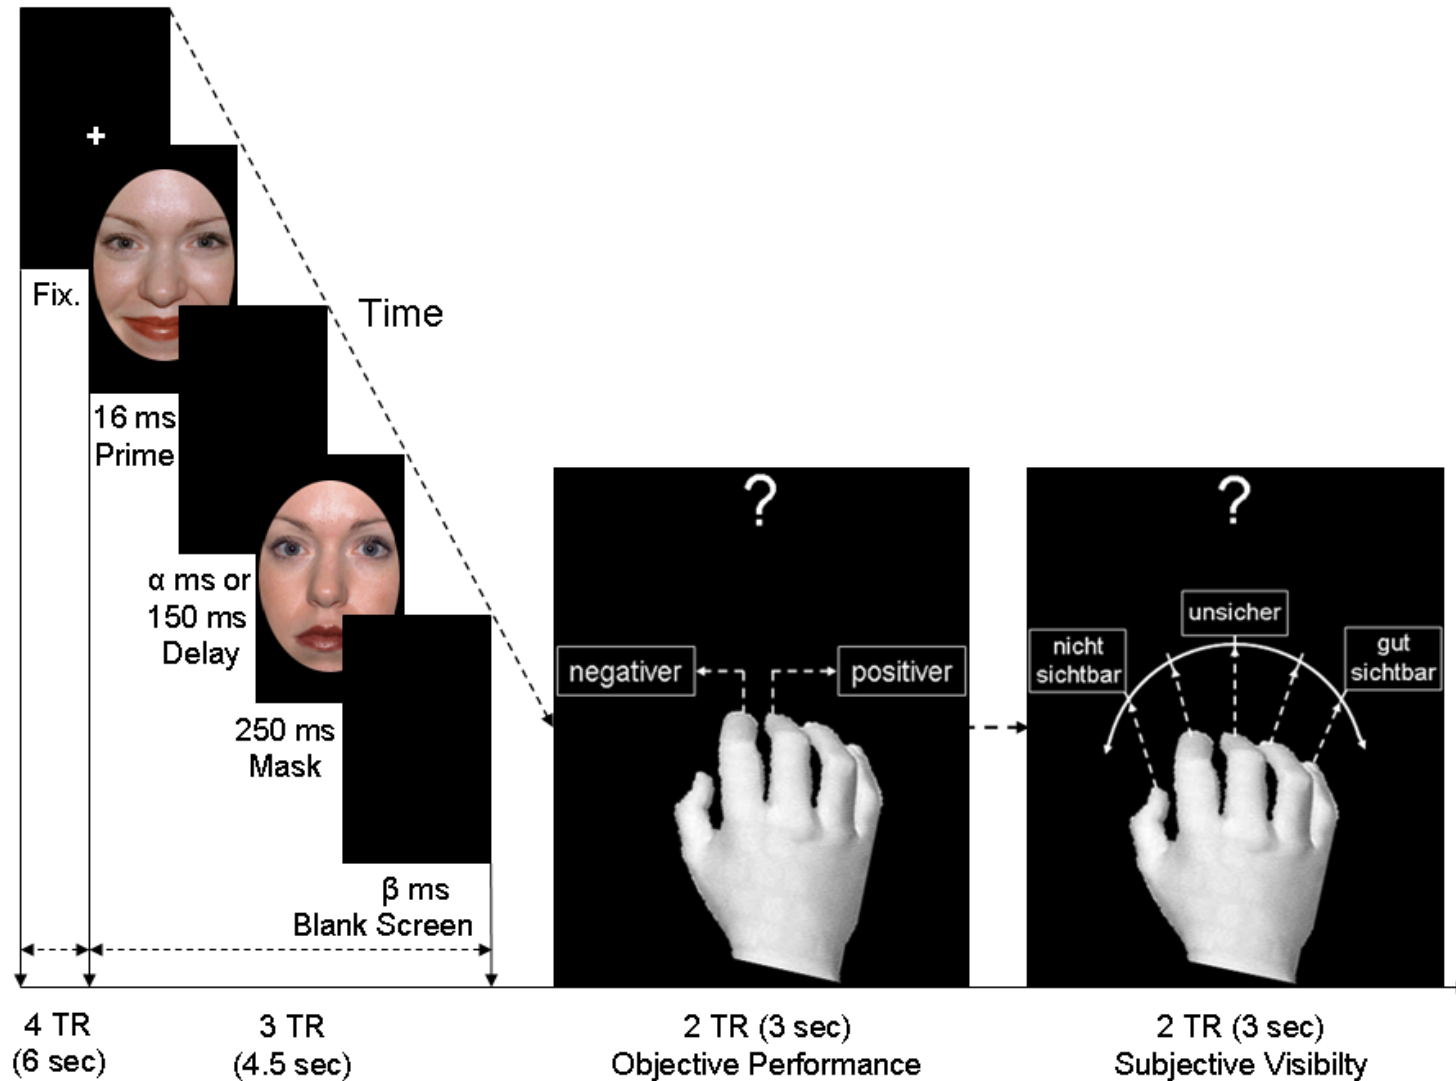 +
Fix.
Time
16 ms
Prime
?
?
α ms or
150 ms
Delay
negativer
positiver
nicht
sichtbar
unsicher
gut
sichtbar
250 ms
Mask
β ms
Blank Screen
4 TR
(6 sec)
3 TR
(4.5 sec)
2 TR (3 sec)
Objective Performance
2 TR (3 sec)
Subjective Visibilty